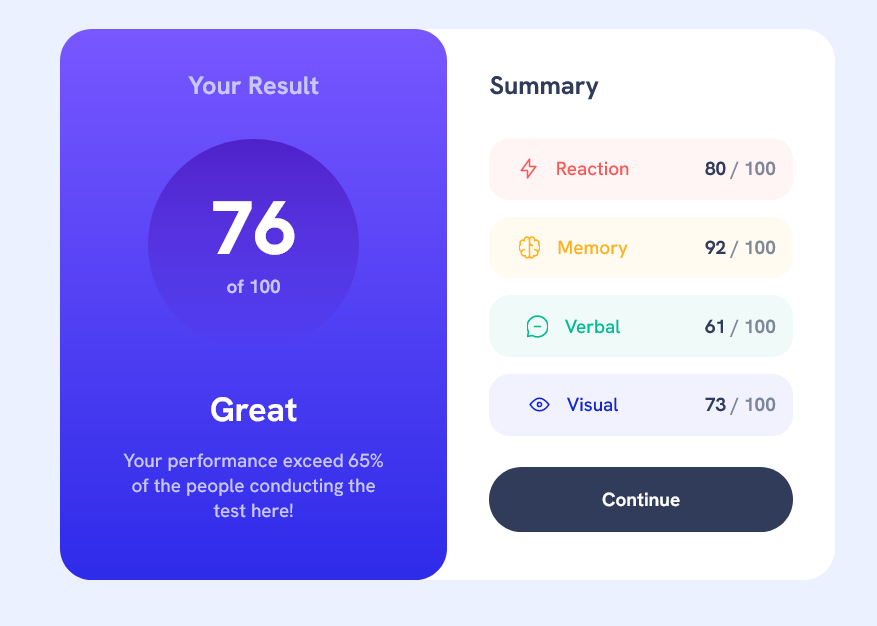 Your Result
76
of 100
Great
Your performance exceed 65%
of the people conducting the
test here!
Summary
Reaction 80 / 100
Memory 92 / 100
Verbal 61 / 100
Visual 73 / 100
Continue